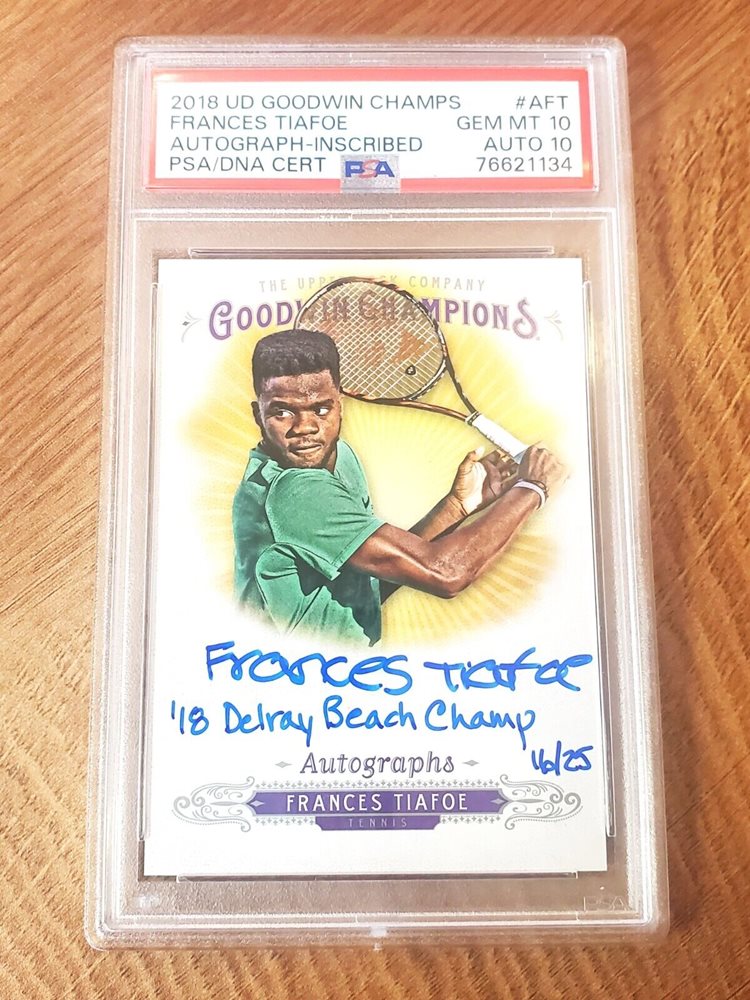 2018 UD GOODWIN CHAMPS #AFT
FRANCES TIAFOE GEM MT 10
AUTOGRAPH-INSCRIBED AUTO 10
PSA/DNA CERT PSA 76621134
THE UPPER DECK COMPANY
GOODWIN CHAMPIONS
Frances Tiafoe
'18 Delray Beach Champ
16/25
Autographs
FRANCES TIAFOE
TENNIS
PSA